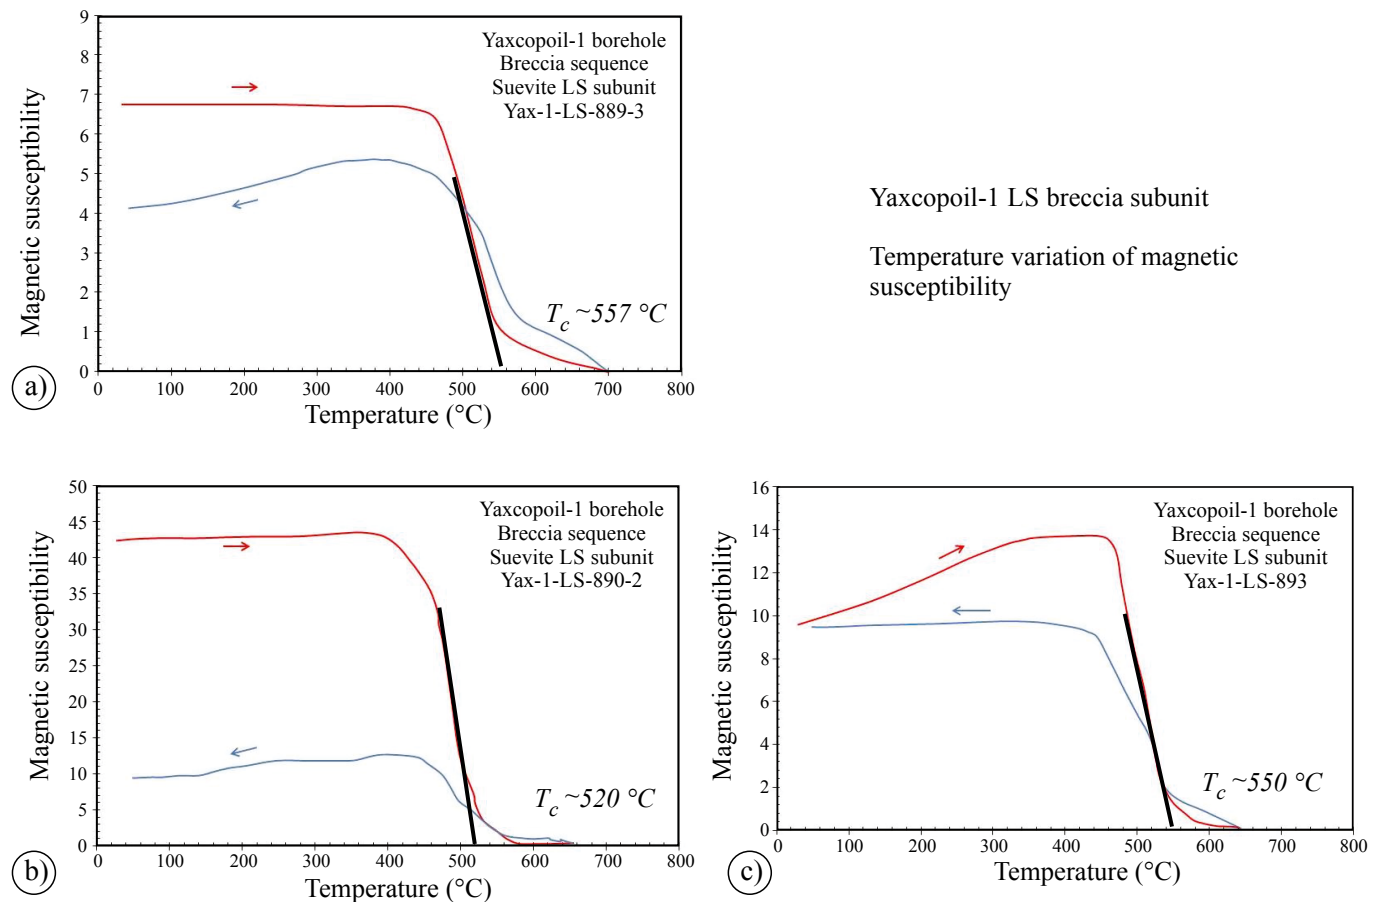 Yaxcopoil-1 borehole
Breccia sequence
Suevite LS subunit
Yax-1-LS-889-3
Magnetic susceptibility
9
8
7
6
5
4
3
2
1
0
T_c ~557 °C
0 100 200 300 400 500 600 700 800
Temperature (°C)
a)
Yaxcopoil-1 LS breccia subunit
Temperature variation of magnetic
susceptibility
Yaxcopoil-1 borehole
Breccia sequence
Suevite LS subunit
Yax-1-LS-890-2
Magnetic susceptibility
50
45
40
35
30
25
20
15
10
5
0
T_c ~520 °C
0 100 200 300 400 500 600 700 800
Temperature (°C)
b)
Yaxcopoil-1 borehole
Breccia sequence
Suevite LS subunit
Yax-1-LS-893
Magnetic susceptibility
16
14
12
10
8
6
4
2
0
T_c ~550 °C
0 100 200 300 400 500 600 700 800
Temperature (°C)
c)